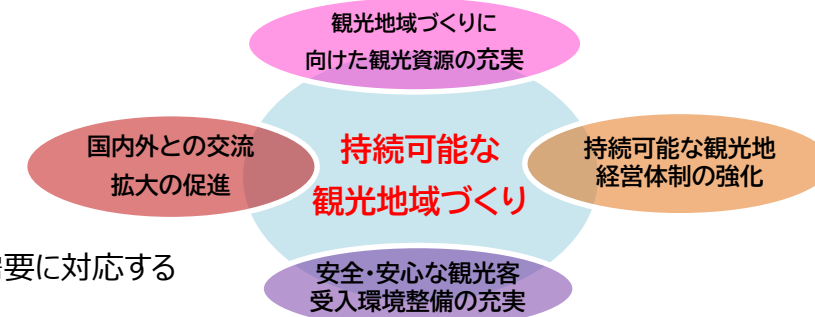 観光地域づくりに
向けた観光資源の充実
国内外との交流
拡大の促進
持続可能な
観光地域づくり
持続可能な観光地
経営体制の強化
要に対応する
安全・安心な観光客
受入環境整備の充実